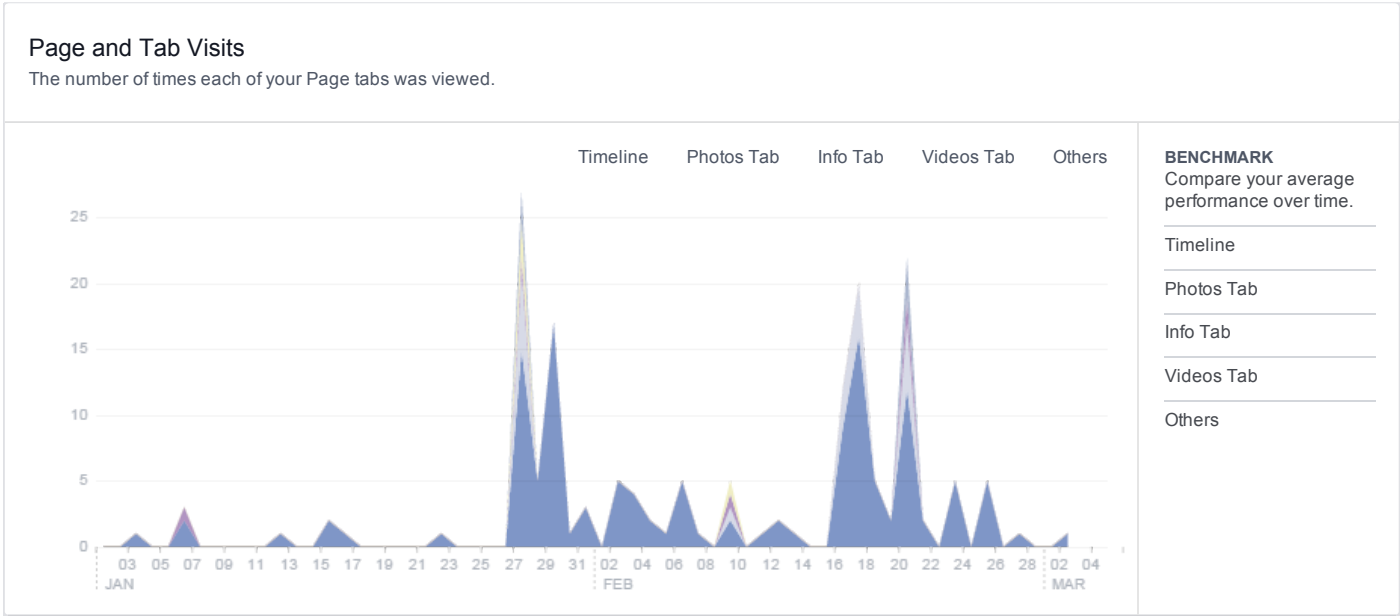 Page and Tab Visits
The number of times each of your Page tabs was viewed.
Timeline Photos Tab Info Tab Videos Tab Others
25
20
15
10
5
0
03 05 07 09 11 13 15 17 19 21 23 25 27 29 31 02 04 06 08 10 12 14 16 18 20 22 24 26 28 02 04
JAN FEB MAR
BENCHMARK
Compare your average
performance over time.
Timeline
Photos Tab
Info Tab
Videos Tab
Others